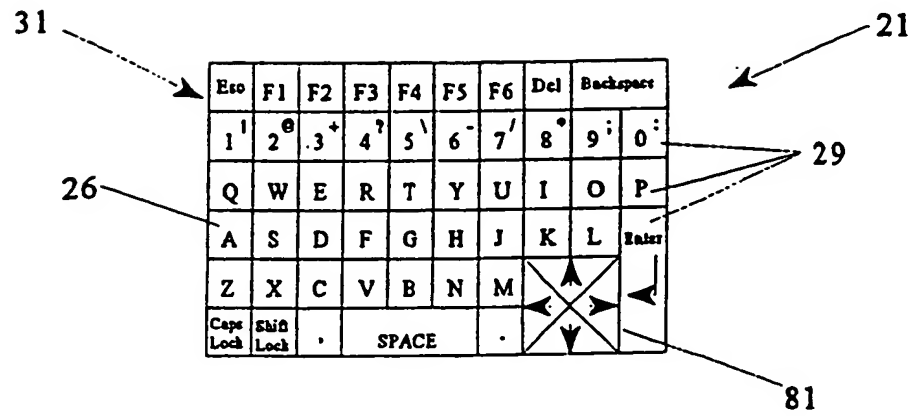 31
21
Esc F1 F2 F3 F4 F5 F6 Del Backspace
1 ! 2 @ 3 + 4 ? 5 \ 6 - 7 / 8 * 9 ; 0 :
29
26
Q W E R T Y U I O P
A S D F G H J K L Enter
Z X C V B N M
Caps Lock Shift Lock , SPACE .
81